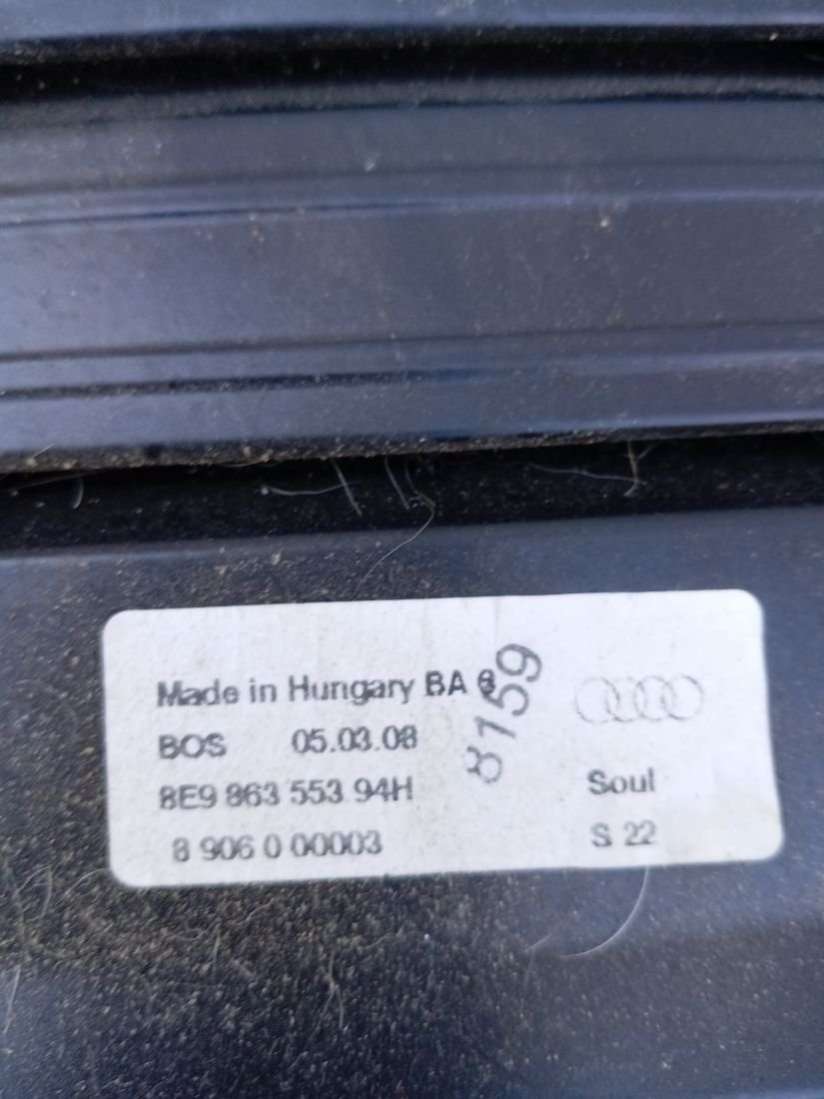 Made in Hungary BA 6
8159
BOS 05.03.08
8E9 863 553 94H
Soul
8 906 0 00003
S 22